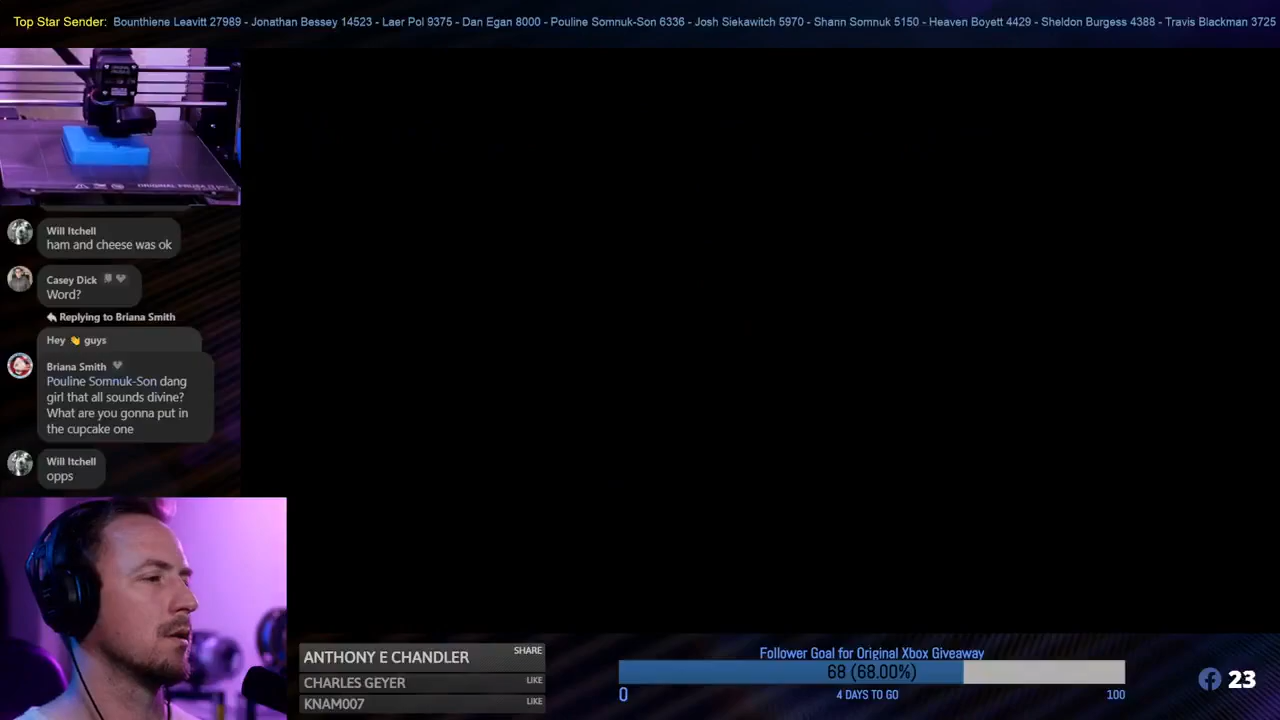 Top Star Sender: Bounthiene Leavitt 27989 - Jonathan Bessey 14523 - Laer Pol 9375 - Dan Egan 8000 - Pouline Somnuk-Son 6336 - Josh Siekawitch 5970 - Shann Somnuk 5150 - Heaven Boyett 4429 - Sheldon Burgess 4388 - Travis Blackman 3725
Will Itchell
ham and cheese was ok
Casey Dick
Word?
Replying to Briana Smith
Hey 👋 guys
Briana Smith
Pouline Somnuk-Son dang
girl that all sounds divine?
What are you gonna put in
the cupcake one
Will Itchell
opps
ANTHONY E CHANDLER SHARE
CHARLES GEYER LIKE
KNAM007 LIKE
Follower Goal for Original Xbox Giveaway
68 (68.00%)
0 4 DAYS TO GO 100
23